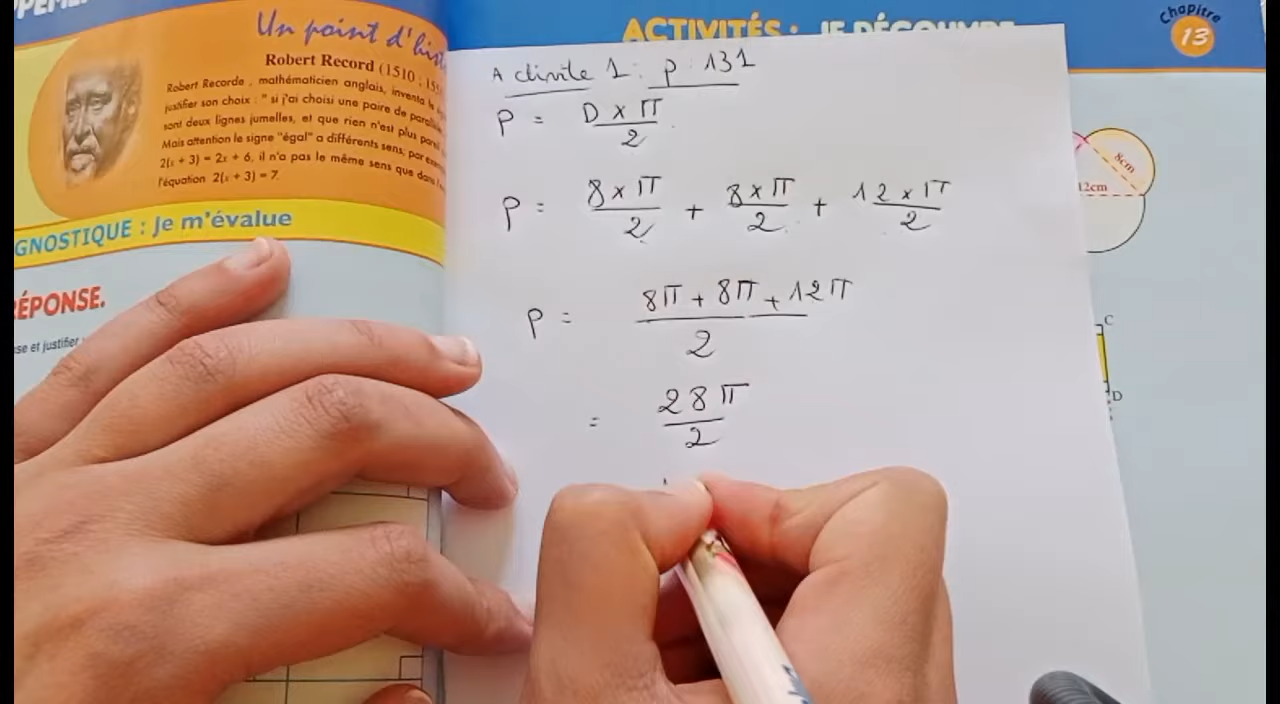 Un point d'hist
Robert Record (1510 ; 15
Robert Recorde , mathématicien anglais, inventa le
justifier son choix : " si j'ai choisi une paire de parallè
sont deux lignes jumelles, et que rien n'est plus pareil
Mais attention le signe "égal" a différents sens, par exem
2(x + 3) = 2x + 6, il n'a pas le même sens que dans l
l'équation 2(x + 3) = 7.
GNOSTIQUE : Je m'évalue
ÉPONSE.
se et justifier
ACTIVITÉS : JE DÉCOUVRE
Chapitre
13
Activite 1 : p : 131
P = D x π / 2
P = 8 x π / 2 + 8 x π / 2 + 12 x π / 2
P = 8π + 8π + 12π / 2
= 28π / 2
8cm
12cm
C
D